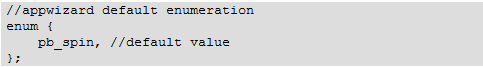 //appwizard default enumeration
enum {
    pb_spin, //default value
};